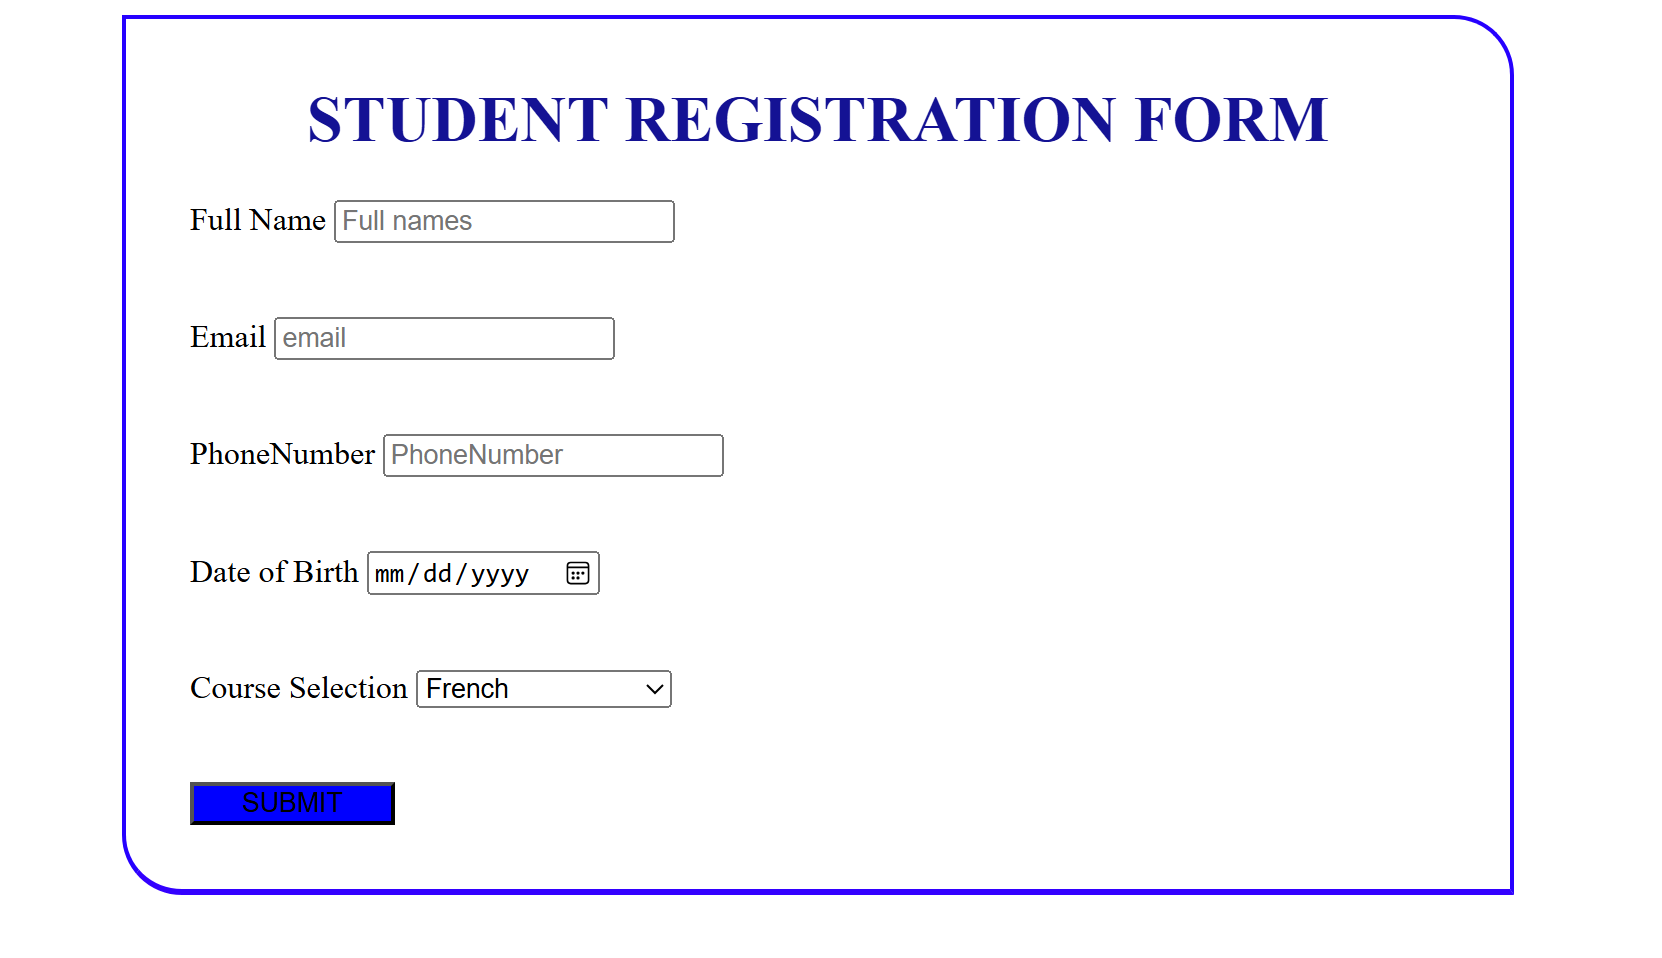 STUDENT REGISTRATION FORM
Full Name Full names
Email email
PhoneNumber PhoneNumber
Date of Birth mm/dd/yyyy
Course Selection French
SUBMIT